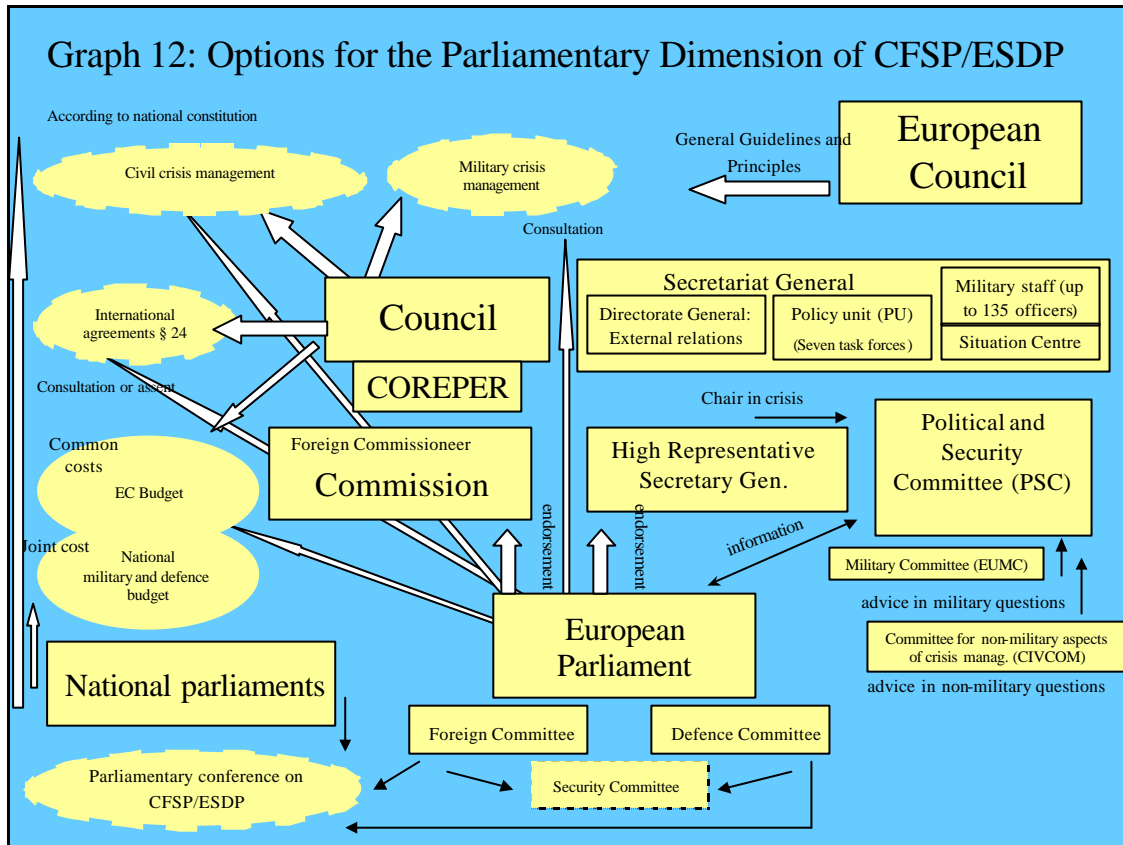 Graph 12: Options for the Parliamentary Dimension of CFSP/ESDP
According to national constitution
Civil crisis management
Military crisis
management
General Guidelines and
Principles
European
Council
Consultation
International
agreements § 24
Council
COREPER
Secretariat General
Directorate General:
External relations
Policy unit (PU)
(Seven task forces)
Military staff (up
to 135 officers)
Situation Centre
Consultation or assent
Chair in crisis
Common
costs
EC Budget
Foreign Commissioner
Commission
High Representative
Secretary Gen.
Political and
Security
Committee (PSC)
Joint cost
National
military and defence
budget
endorsement
endorsement
information
Military Committee (EUMC)
advice in military questions
European
Parliament
Committee for non-military aspects
of crisis manag. (CIVCOM)
advice in non-military questions
National parliaments
Foreign Committee
Defence Committee
Parliamentary conference on
CFSP/ESDP
Security Committee